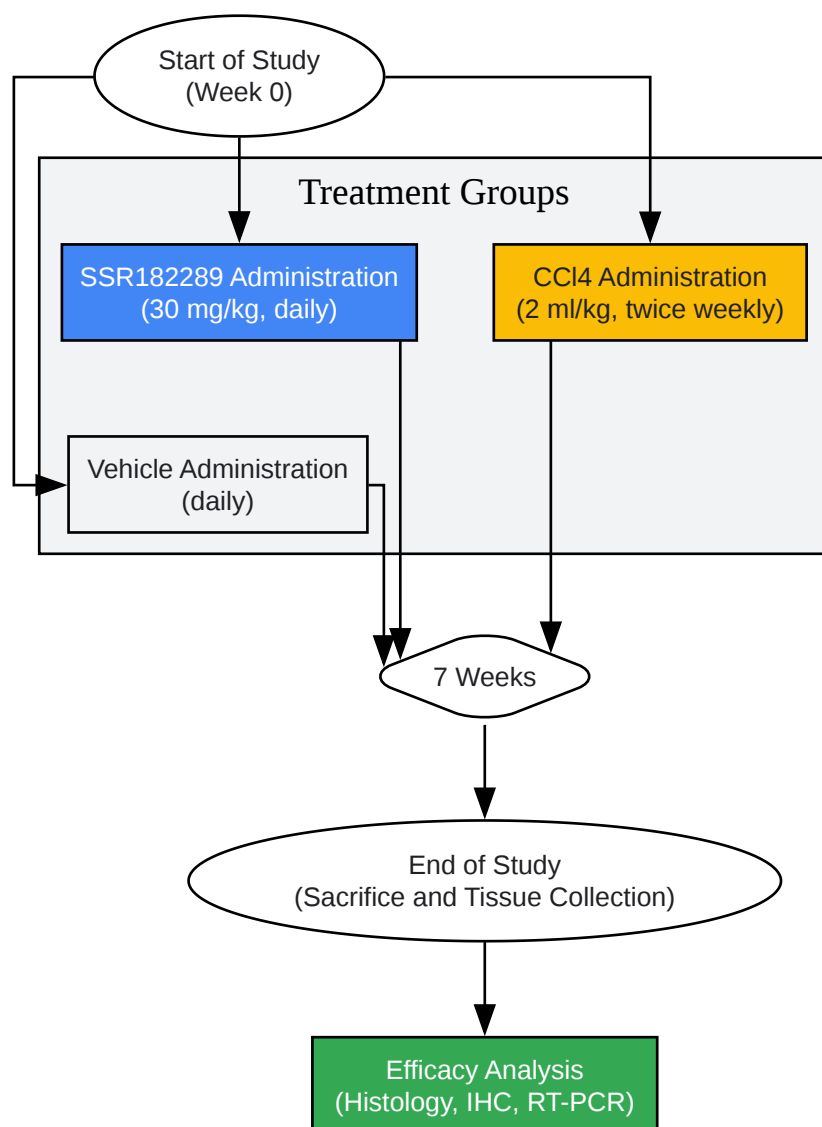 Start of Study
(Week 0)
Treatment Groups
SSR182289 Administration
(30 mg/kg, daily)
CCl4 Administration
(2 ml/kg, twice weekly)
Vehicle Administration
(daily)
7 Weeks
End of Study
(Sacrifice and Tissue Collection)
Efficacy Analysis
(Histology, IHC, RT-PCR)